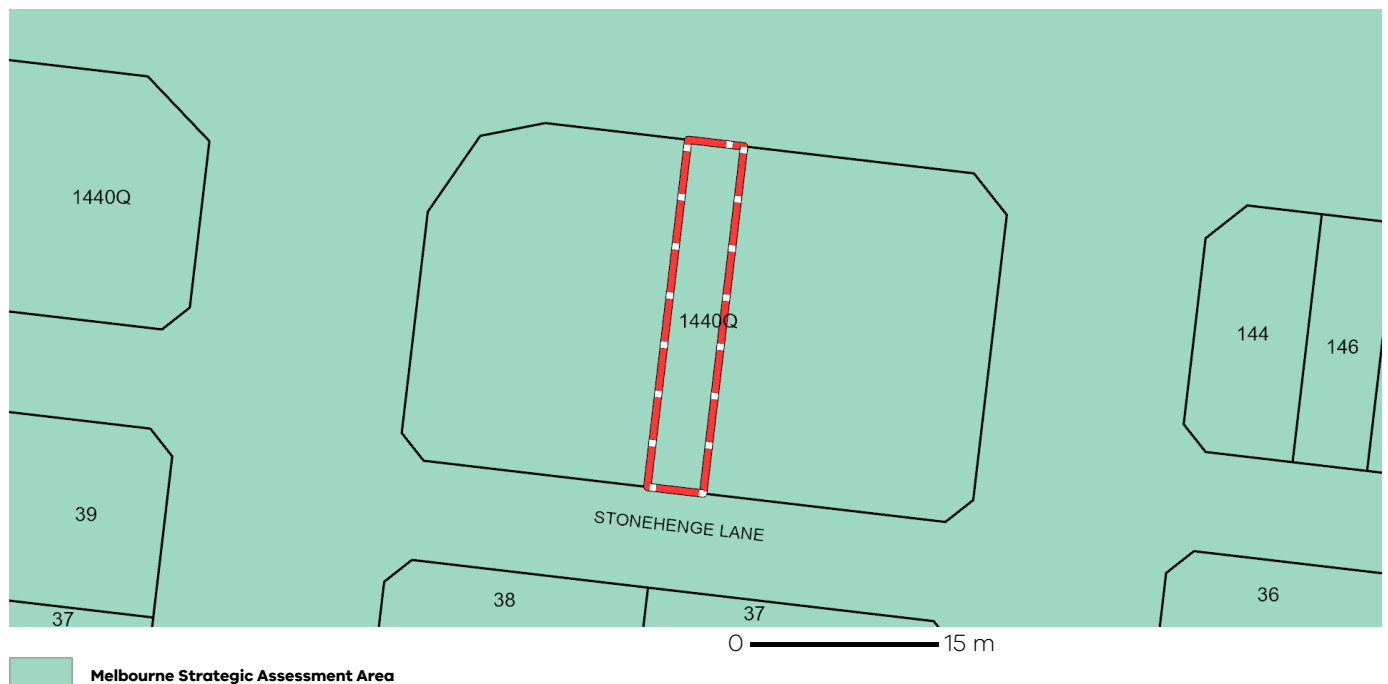 1440Q
1440Q
144
146
39
STONEHENGE LANE
37
38
37
36
0 15 m
Melbourne Strategic Assessment Area